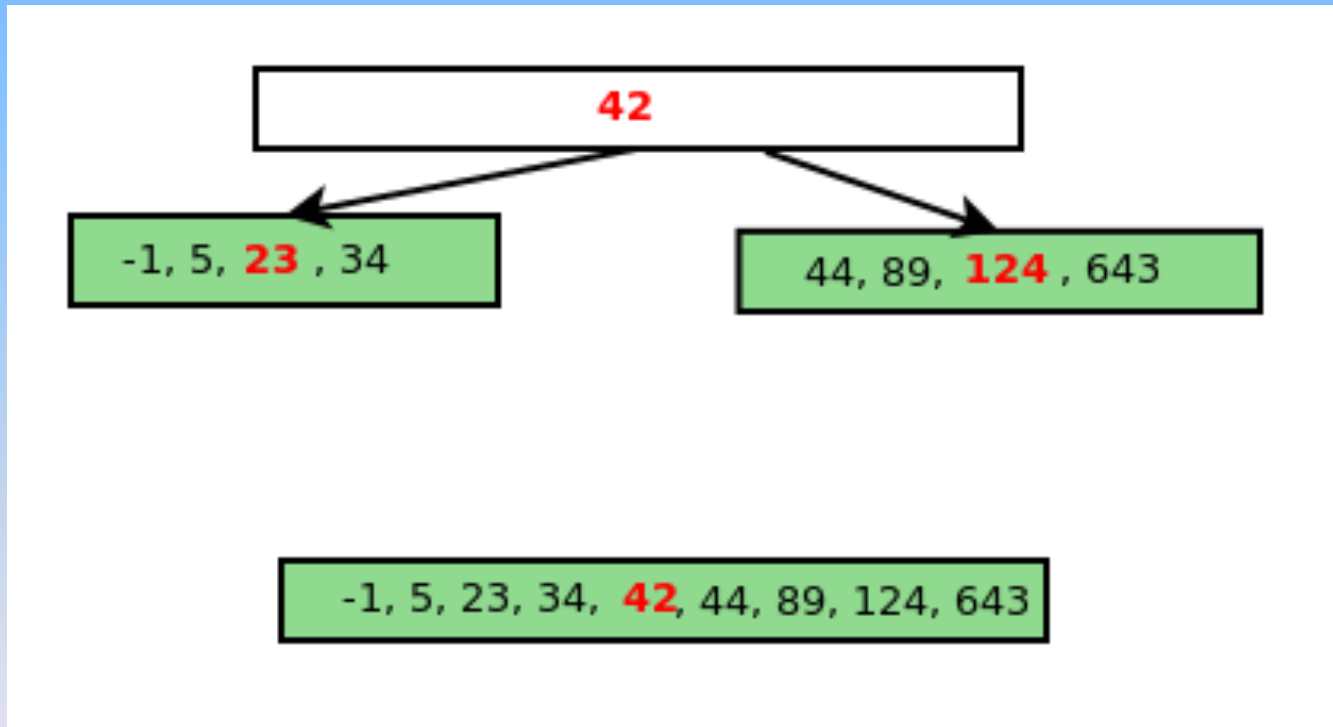 42
-1, 5, 23 , 34
44, 89, 124 , 643
-1, 5, 23, 34, 42, 44, 89, 124, 643